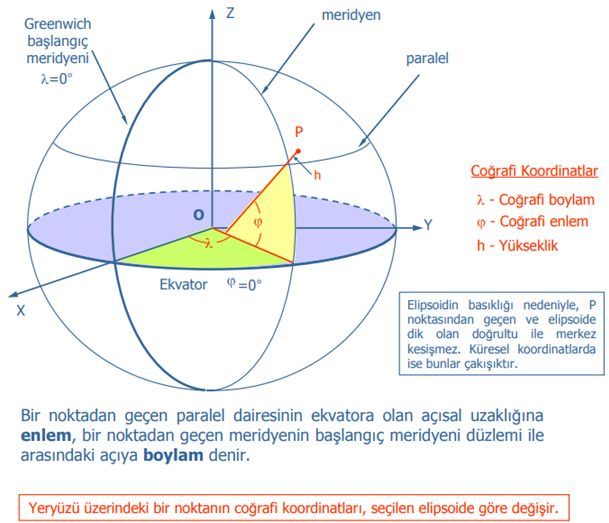 Z
Greenwich
başlangıç
meridyeni
λ=0°
meridyen
paralel
P
h
Coğrafi Koordinatlar
λ - Coğrafi boylam
φ - Coğrafi enlem
h - Yükseklik
O
φ
λ
Y
Ekvator φ=0°
X
Elipsoidin basıklığı nedeniyle, P
noktasından geçen ve elipsoide
dik olan doğrultu ile merkez
kesişmez. Küresel koordinatlarda
ise bunlar çakışıktır.
Bir noktadan geçen paralel dairesinin ekvatora olan açısal uzaklığına
enlem, bir noktadan geçen meridyenin başlangıç meridyeni düzlemi ile
arasındaki açıya boylam denir.
Yeryüzü üzerindeki bir noktanın coğrafi koordinatları, seçilen elipsoide göre değişir.